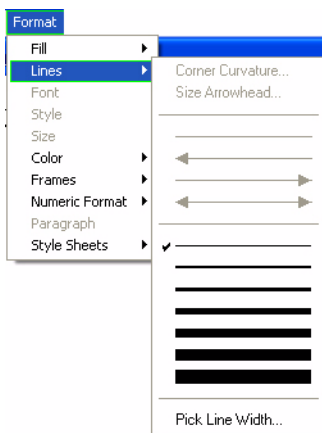 Format
Fill
Lines
Font
Style
Size
Color
Frames
Numeric Format
Paragraph
Style Sheets
Corner Curvature...
Size Arrowhead...
Pick Line Width...